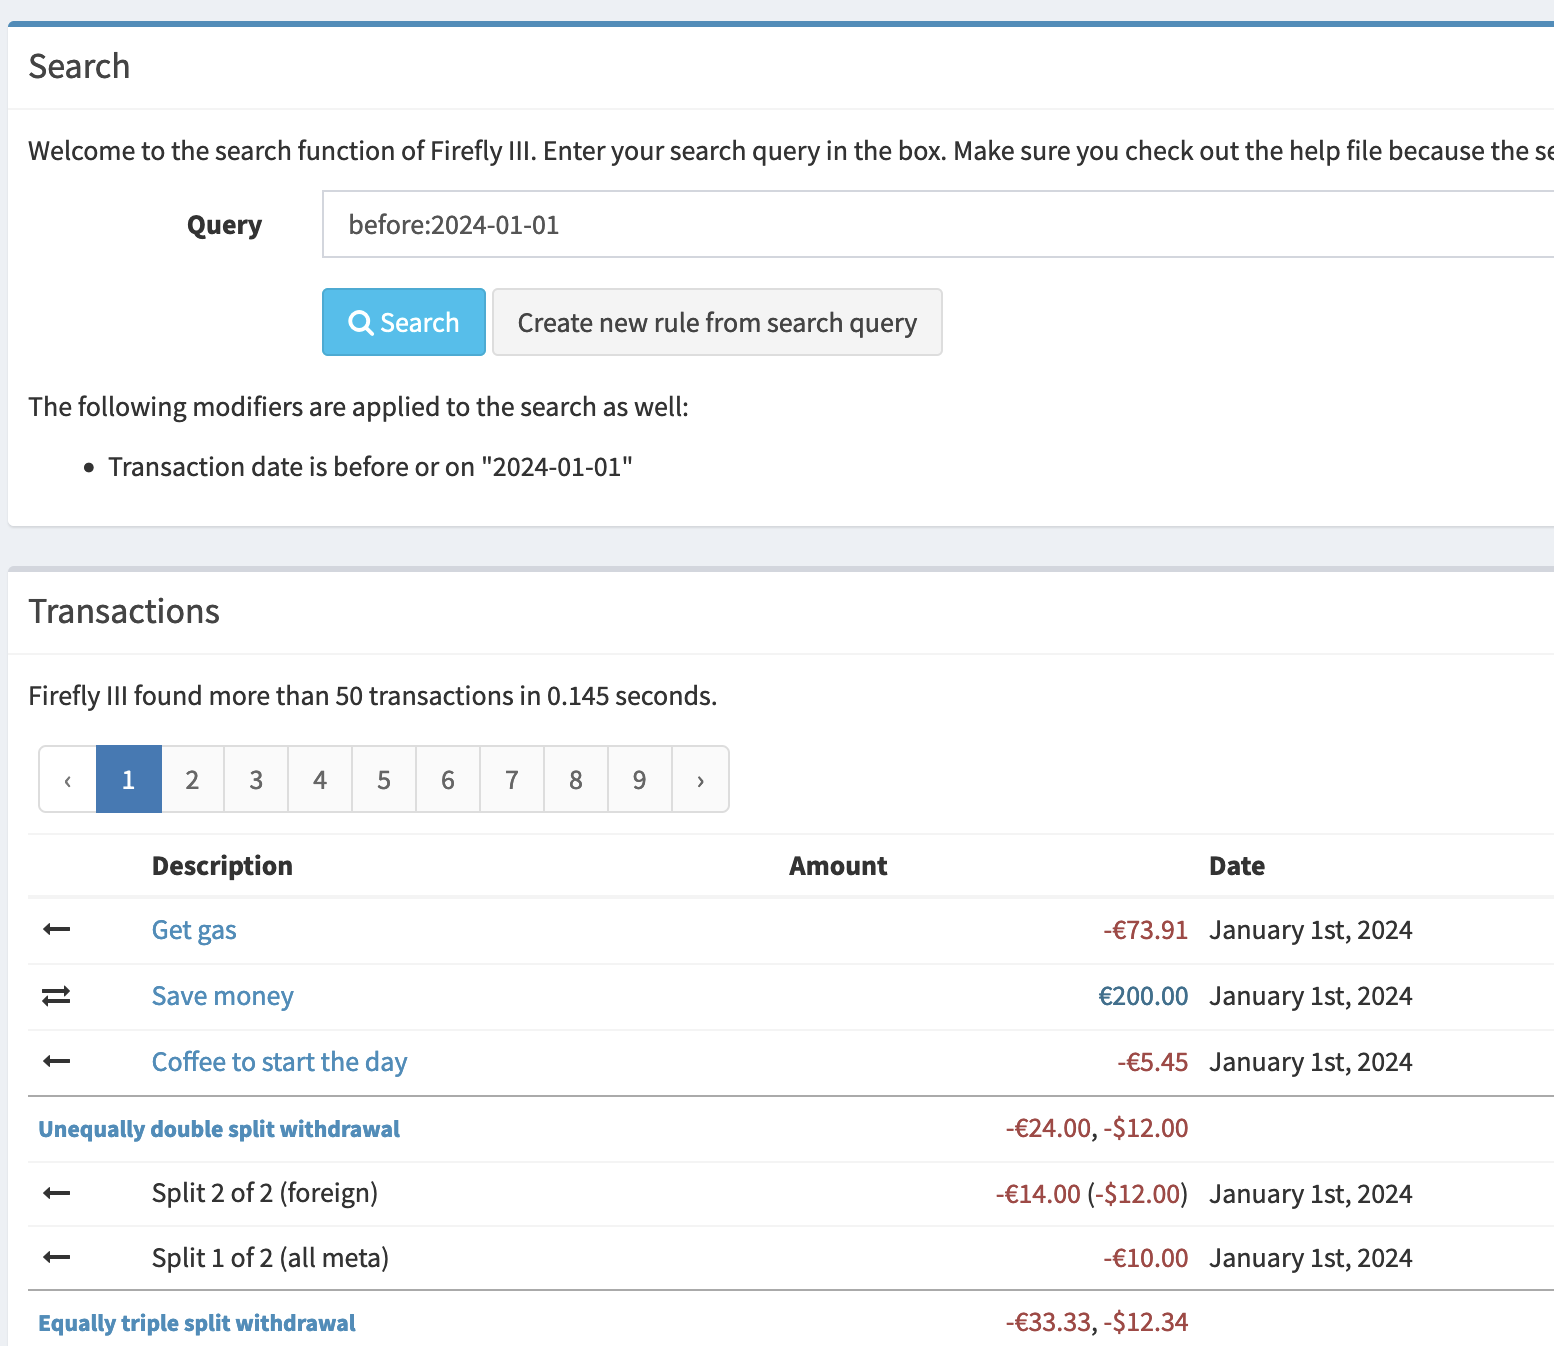 Search
Welcome to the search function of Firefly III. Enter your search query in the box. Make sure you check out the help file because the
Query before:2024-01-01
Search Create new rule from search query
The following modifiers are applied to the search as well:
• Transaction date is before or on "2024-01-01"
Transactions
Firefly III found more than 50 transactions in 0.145 seconds.
‹ 1 2 3 4 5 6 7 8 9 ›
Description Amount Date
Get gas -€73.91 January 1st, 2024
Save money €200.00 January 1st, 2024
Coffee to start the day -€5.45 January 1st, 2024
Unequally double split withdrawal -€24.00, -$12.00
Split 2 of 2 (foreign) -€14.00 (-$12.00) January 1st, 2024
Split 1 of 2 (all meta) -€10.00 January 1st, 2024
Equally triple split withdrawal -€33.33, -$12.34